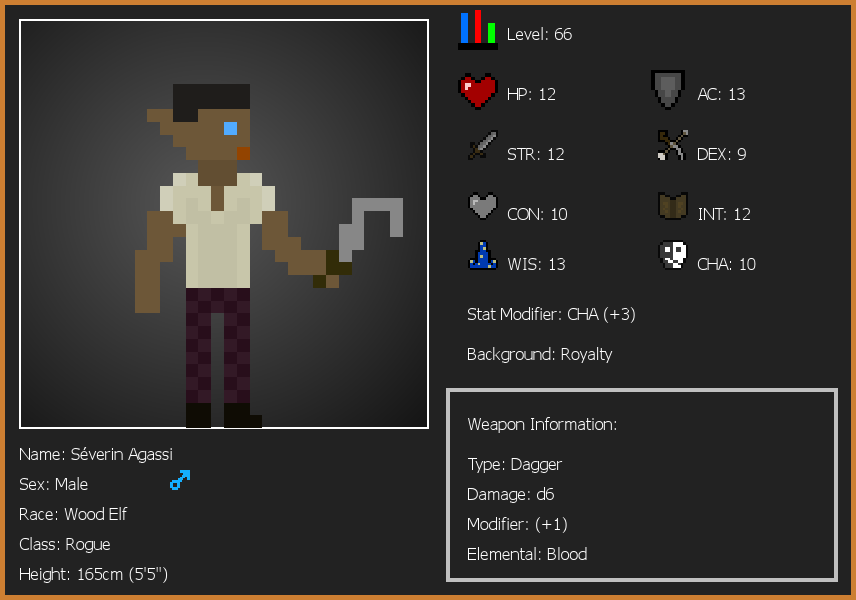 Level: 66
HP: 12
AC: 13
STR: 12
DEX: 9
CON: 10
INT: 12
WIS: 13
CHA: 10
Stat Modifier: CHA (+3)
Background: Royalty
Weapon Information:
Type: Dagger
Damage: d6
Modifier: (+1)
Elemental: Blood
Name: Séverin Agassi
Sex: Male
Race: Wood Elf
Class: Rogue
Height: 165cm (5'5")